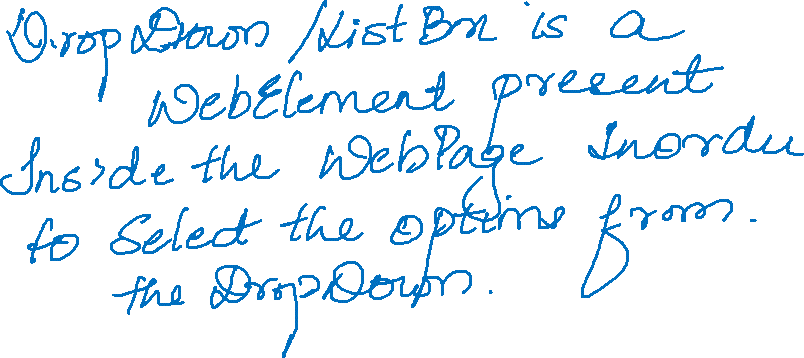 DropDown /ListBox is a
WebElement present
Inside the WebPage Inorder
to Select the options from.
the DropDown.